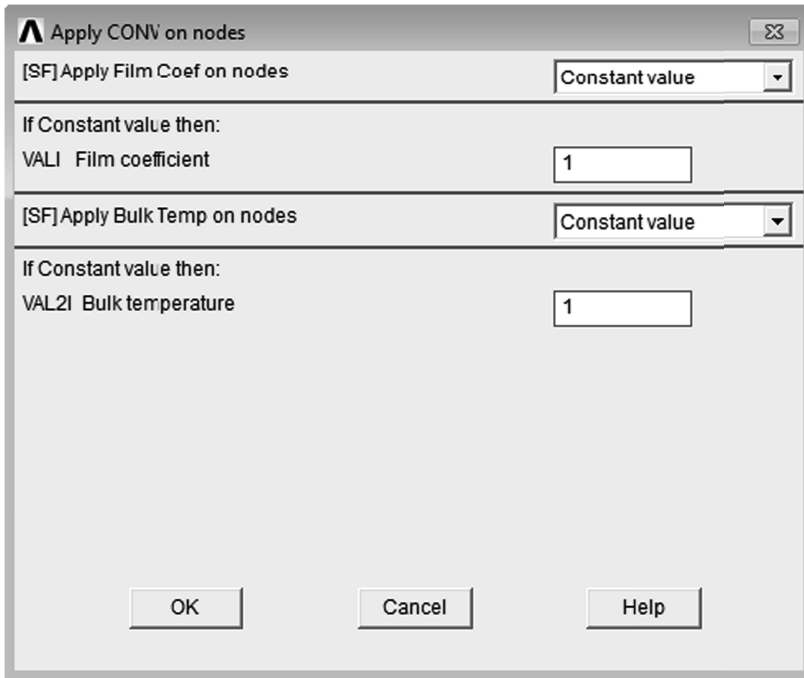 Apply CONV on nodes
[SF] Apply Film Coef on nodes Constant value
If Constant value then:
VALI Film coefficient 1
[SF] Apply Bulk Temp on nodes Constant value
If Constant value then:
VAL2I Bulk temperature 1
OK Cancel Help